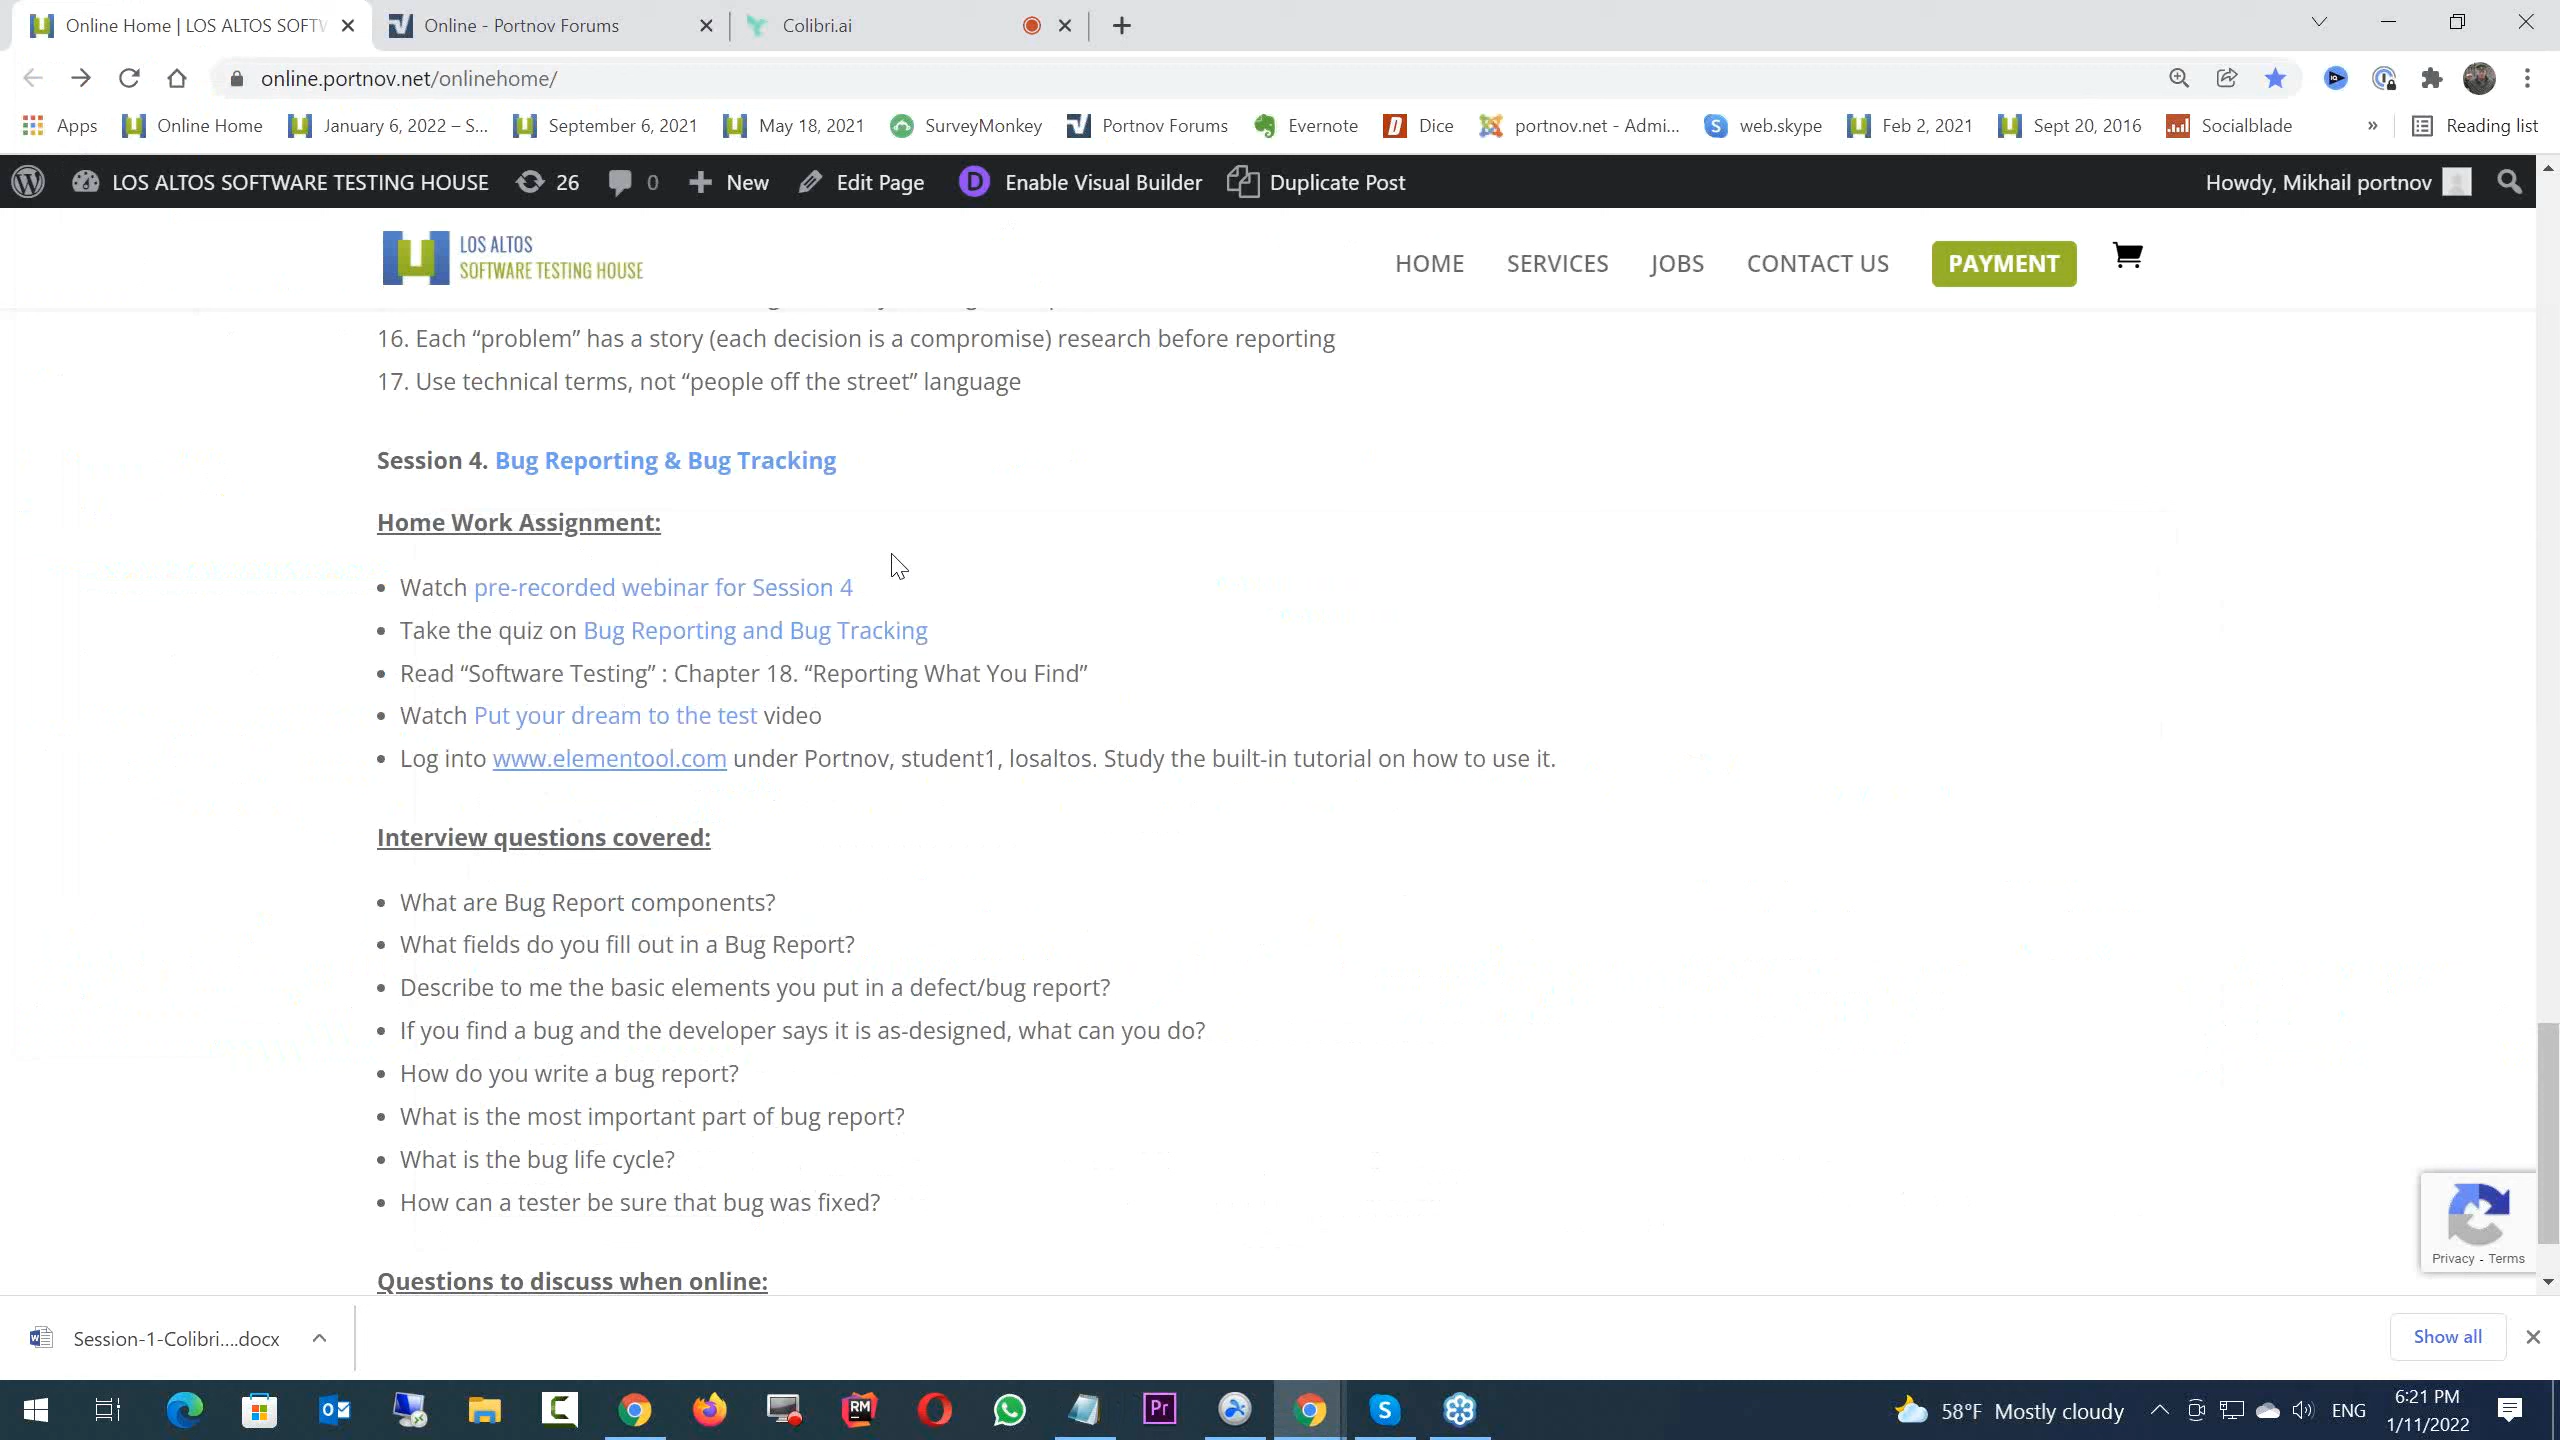 Online Home | LOS ALTOS SOFTW
Online - Portnov Forums
Colibri.ai
online.portnov.net/onlinehome/
Apps
Online Home
January 6, 2022 – S...
September 6, 2021
May 18, 2021
SurveyMonkey
Portnov Forums
Evernote
Dice
portnov.net - Admi...
web.skype
Feb 2, 2021
Sept 20, 2016
Socialblade
»
Reading list
LOS ALTOS SOFTWARE TESTING HOUSE
26
0
New
Edit Page
Enable Visual Builder
Duplicate Post
Howdy, Mikhail portnov
LOS ALTOS
SOFTWARE TESTING HOUSE
HOME
SERVICES
JOBS
CONTACT US
PAYMENT
16. Each “problem” has a story (each decision is a compromise) research before reporting
17. Use technical terms, not “people off the street” language
Session 4. Bug Reporting & Bug Tracking
Home Work Assignment:
• Watch pre-recorded webinar for Session 4
• Take the quiz on Bug Reporting and Bug Tracking
• Read “Software Testing” : Chapter 18. “Reporting What You Find”
• Watch Put your dream to the test video
• Log into www.elementool.com under Portnov, student1, losaltos. Study the built-in tutorial on how to use it.
Interview questions covered:
• What are Bug Report components?
• What fields do you fill out in a Bug Report?
• Describe to me the basic elements you put in a defect/bug report?
• If you find a bug and the developer says it is as-designed, what can you do?
• How do you write a bug report?
• What is the most important part of bug report?
• What is the bug life cycle?
• How can a tester be sure that bug was fixed?
Questions to discuss when online:
Privacy - Terms
Session-1-Colibri....docx
Show all
58°F Mostly cloudy
ENG
6:21 PM
1/11/2022